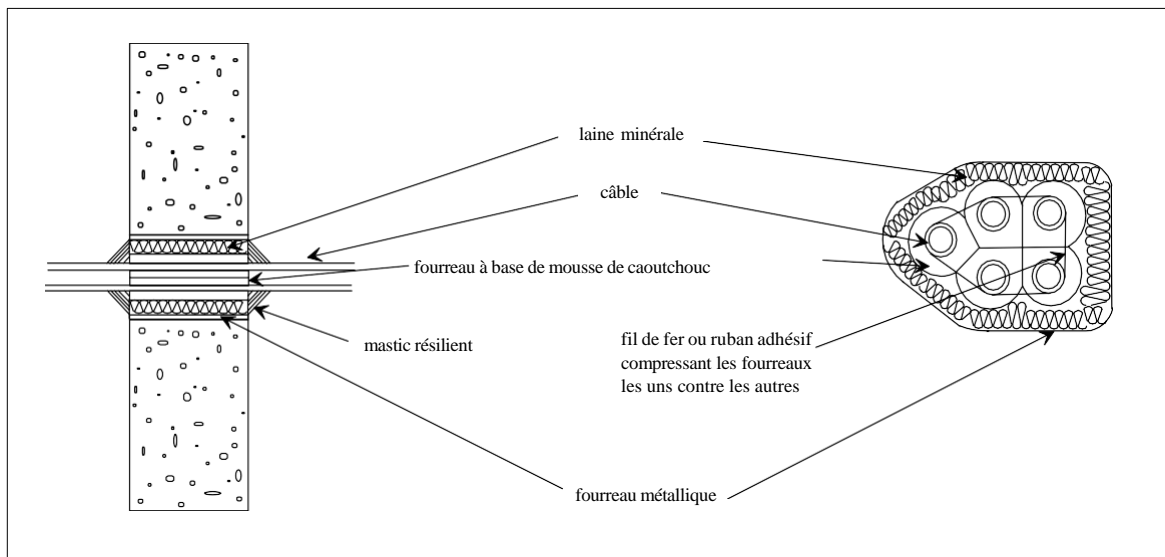 laine minérale
câble
fourreau à base de mousse de caoutchouc
mastic résilient
fil de fer ou ruban adhésif
compressant les fourreaux
les uns contre les autres
fourreau métallique